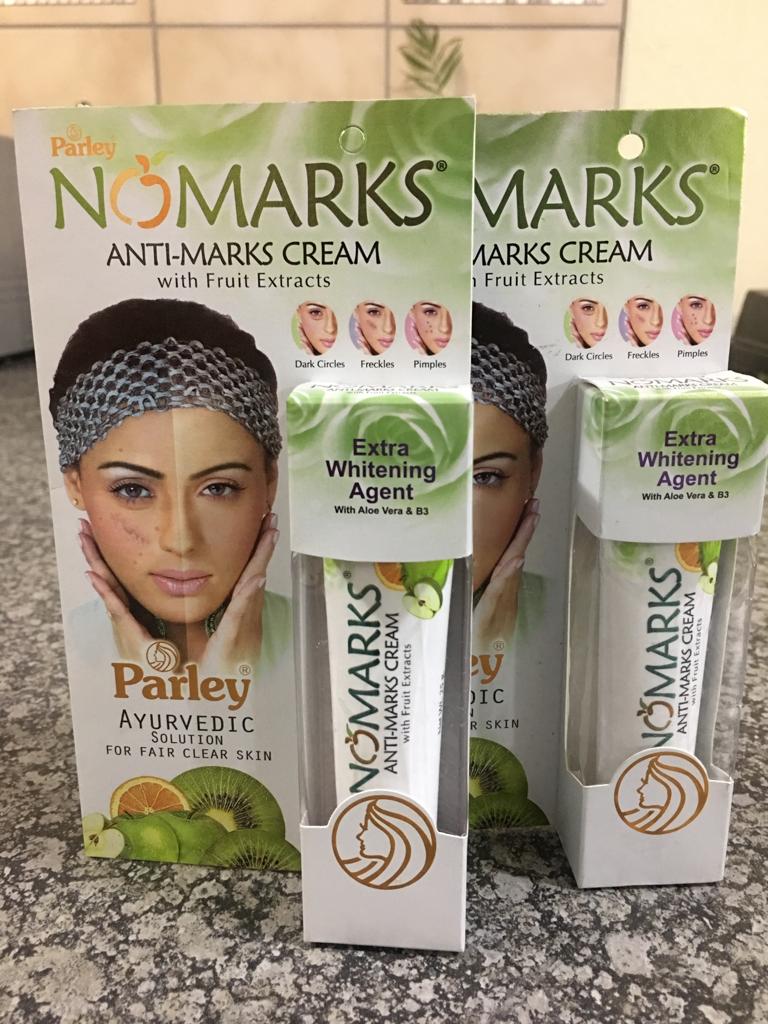 Parley
NOMARKS®
ANTI-MARKS CREAM
with Fruit Extracts
Dark Circles
Freckles
Pimples
Extra
Whitening
Agent
With Aloe Vera & B3
NOMARKS®
ANTI-MARKS CREAM
with Fruit Extracts
Parley®
AYURVEDIC
SOLUTION
FOR FAIR CLEAR SKIN
MARKS®
MARKS CREAM
Fruit Extracts
Dark Circles
Freckles
Pimples
NOMARKS
Extra
Whitening
Agent
With Aloe Vera & B3
NOMARKS®
ANTI-MARKS CREAM
with Fruit Extracts
ey®
DIC
N
R SKIN